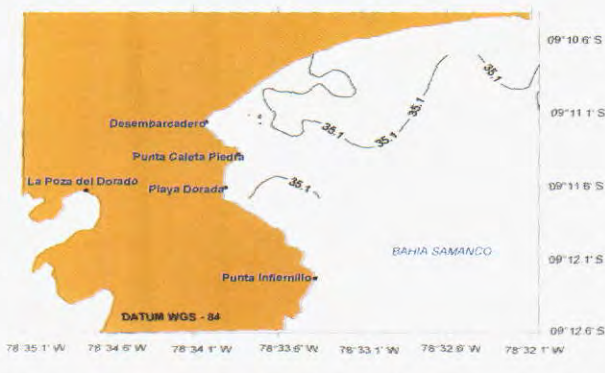 09°10.6' S
35.1
35.1
09°11.1' S
Desembarcadero
35.1
35.1
Punta Caleta Piedra
La Poza del Dorado
Playa Dorada
35.1
09°11.6' S
BAHIA SAMANCO
09°12.1' S
Punta Infiernillo
DATUM WGS - 84
09°12.6' S
78°35.1' W 78°34.6' W 78°34.1' W 78°33.6' W 78°33.1' W 78°32.6' W 78°32.1' W